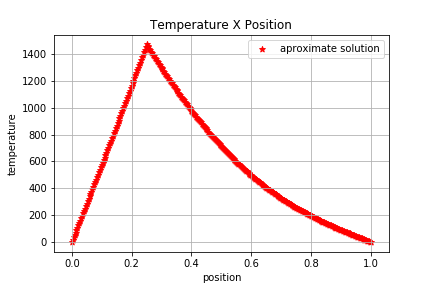 Temperature X Position
aproximate solution
temperature
1400
1200
1000
800
600
400
200
0
0.0 0.2 0.4 0.6 0.8 1.0
position